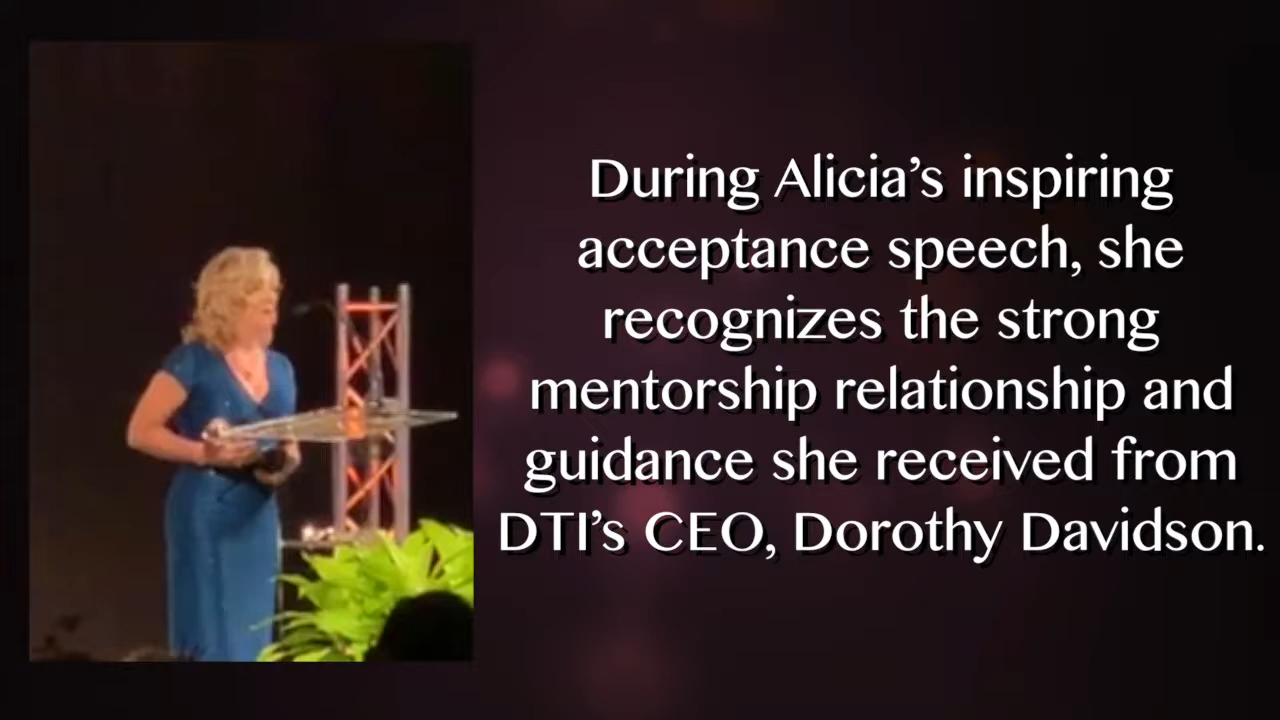 During Alicia’s inspiring
acceptance speech, she
recognizes the strong
mentorship relationship and
guidance she received from
DTI’s CEO, Dorothy Davidson.